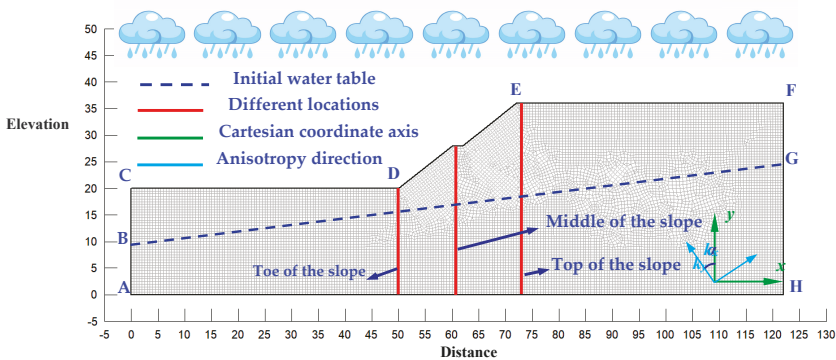 50
45
40
35
30
25
20
15
10
5
0
-5
Elevation
Initial water table
Different locations
Cartesian coordinate axis
Anisotropy direction
A
B
C
D
E
F
G
H
Toe of the slope
Middle of the slope
Top of the slope
y
x
α
-5 0 5 10 15 20 25 30 35 40 45 50 55 60 65 70 75 80 85 90 95 100 105 110 115 120 125 130
Distance